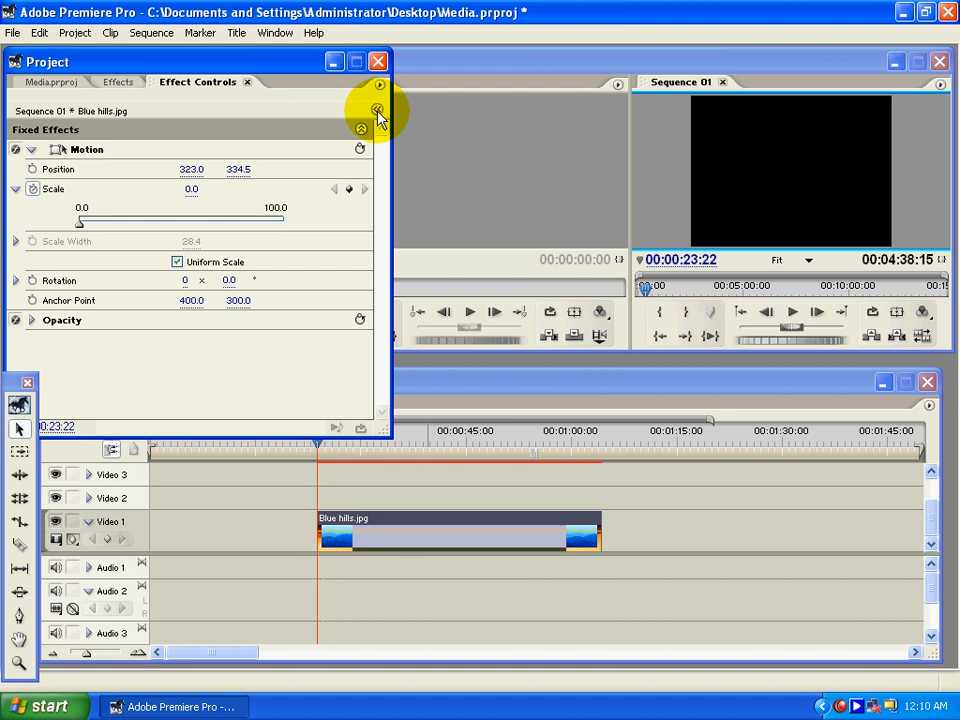 Adobe Premiere Pro - C:\Documents and Settings\Administrator\Desktop\Media.prproj *
File Edit Project Clip Sequence Marker Title Window Help
Project
Media.prproj Effects Effect Controls
Sequence 01 * Blue hills.jpg
Fixed Effects
Motion
Position 323.0 334.5
Scale 0.0
0.0 100.0
Scale Width 28.4
Uniform Scale
Rotation 0 x 0.0 °
Anchor Point 400.0 300.0
Opacity
0:23:22
00:00:00:00
Sequence 01
00:00:23:22 Fit 00:04:38:15
00:00 00:05:00:00 00:10:00:00 00:15
00:00:45:00 00:01:00:00 00:01:15:00 00:01:30:00 00:01:45:00
Video 3
Video 2
Blue hills.jpg
Video 1
Audio 1
Audio 2
L
R
Audio 3
start Adobe Premiere Pro -... 12:10 AM